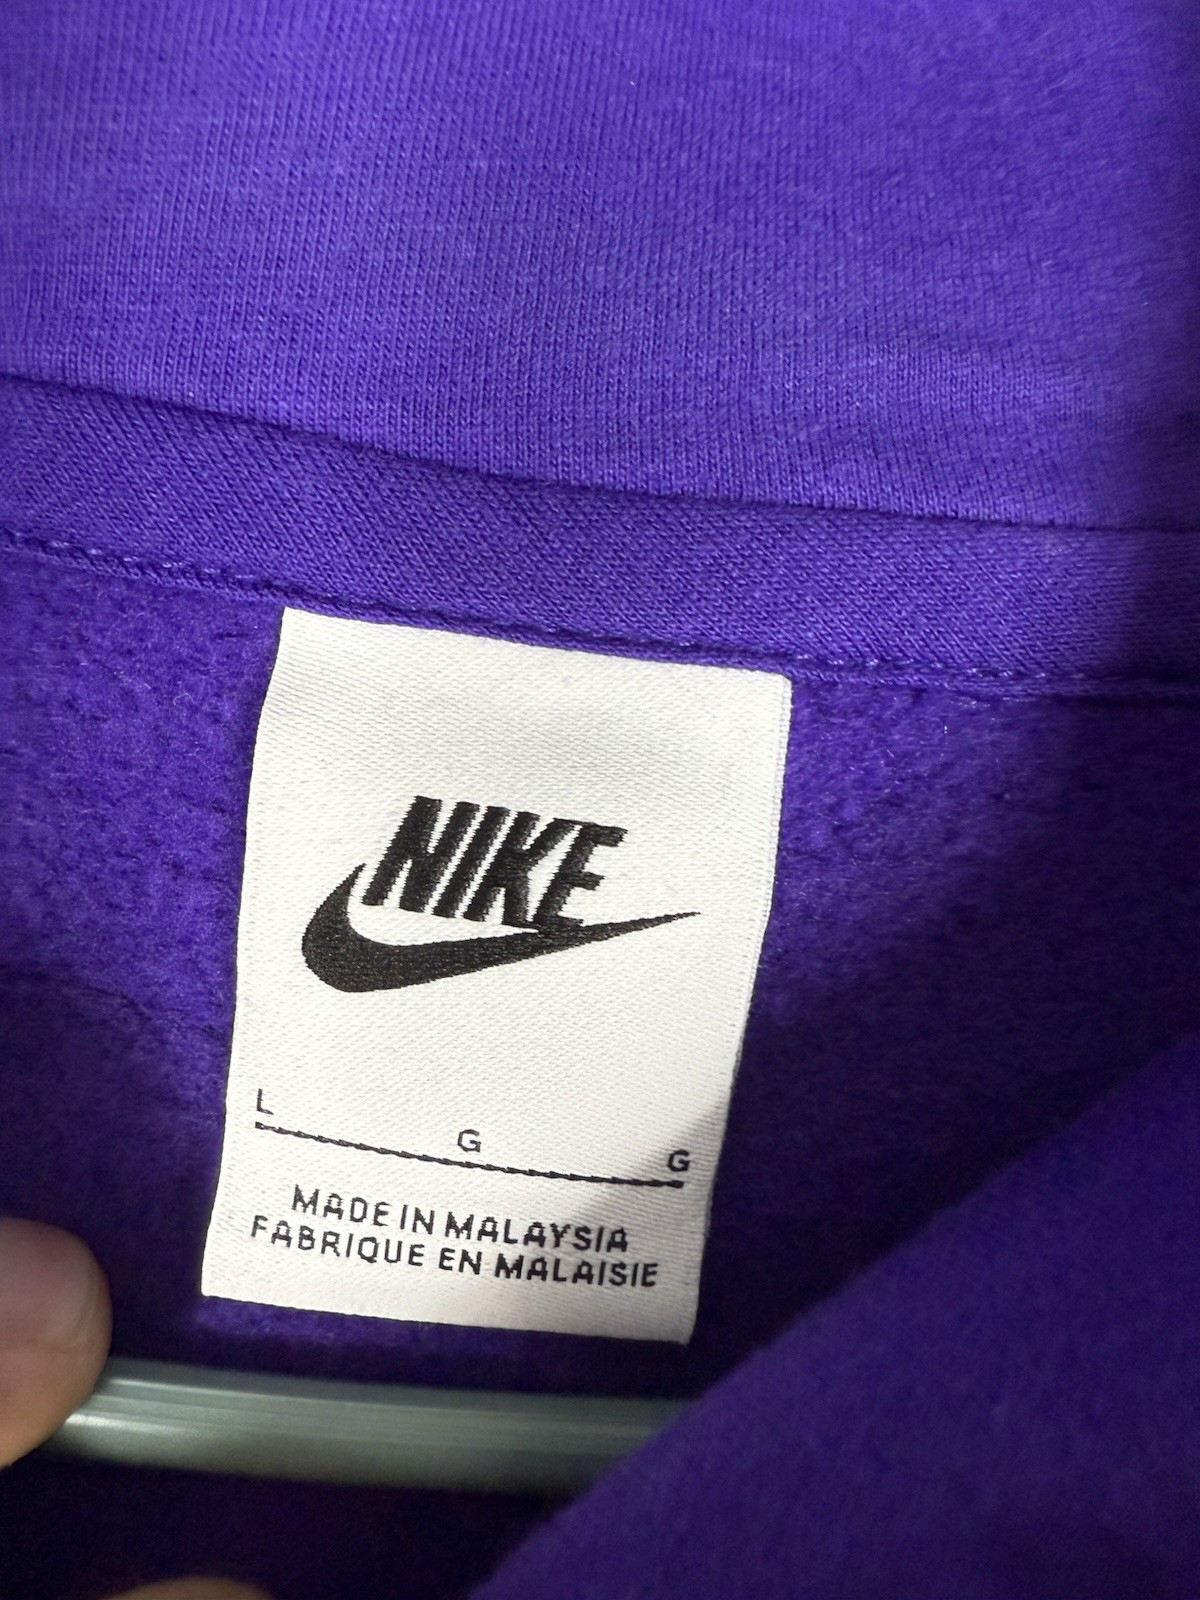 NIKE
L G G
MADE IN MALAYSIA
FABRIQUE EN MALAISIE